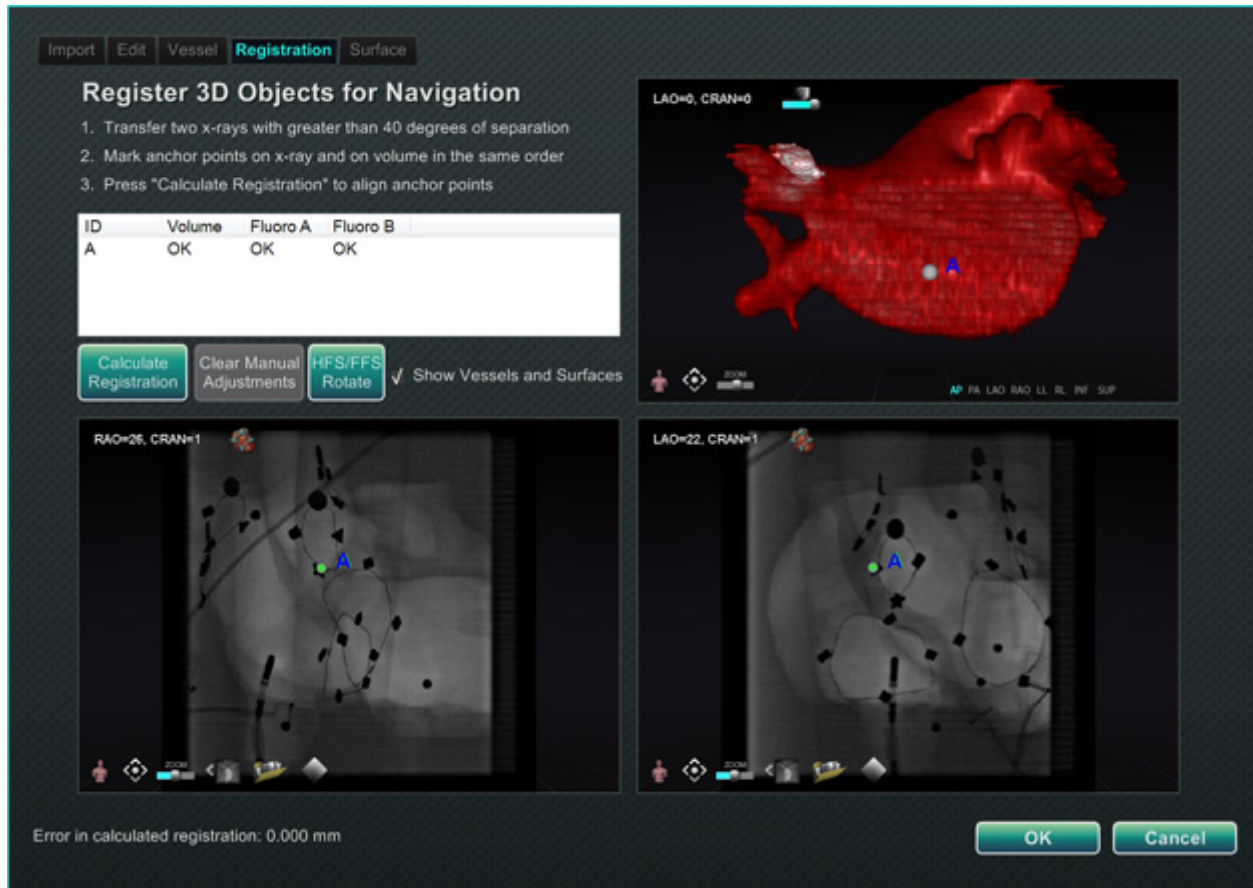 Import Edit Vessel Registration Surface
Register 3D Objects for Navigation
1. Transfer two x-rays with greater than 40 degrees of separation
2. Mark anchor points on x-ray and on volume in the same order
3. Press "Calculate Registration" to align anchor points
ID Volume Fluoro A Fluoro B
A OK OK OK
Calculate
Registration
Clear Manual
Adjustments
HFS/FFS
Rotate
Show Vessels and Surfaces
LAO=0, CRAN=0
A
ZOOM
AP PA LAO RAO LL RL INF SUP
RAO=26, CRAN=1
A
ZOOM
LAO=22, CRAN=1
A
ZOOM
Error in calculated registration: 0.000 mm
OK
Cancel